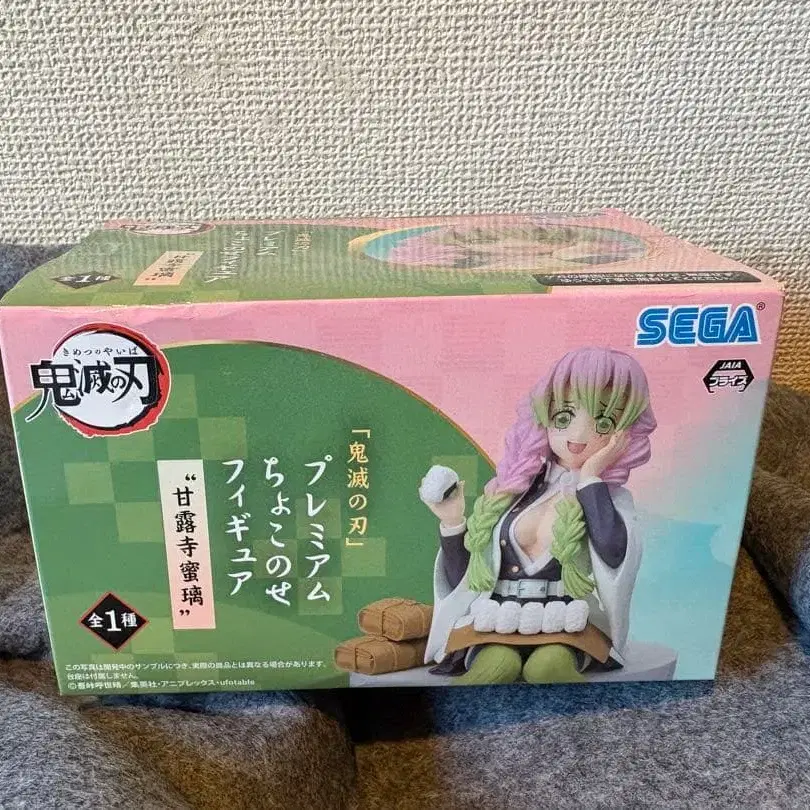 全1種
甘露寺蜜璃
SEGA®
JAIA
プライズ
きめつのやいば
鬼滅の刃
「鬼滅の刃」
プレミアム
ちょこのせ
フィギュア
"甘露寺蜜璃"
全1種
この写真は開発中のサンプルにつき、実際の商品とは異なる場合があります。
台座は付属しません。
©吾峠呼世晴／集英社・アニプレックス・ufotable